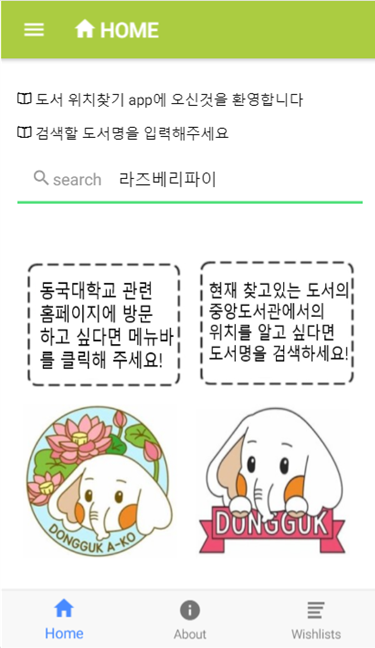 HOME
도서 위치찾기 app에 오신것을 환영합니다
검색할 도서명을 입력해주세요
search 라즈베리파이
동국대학교 관련
홈페이지에 방문
하고 싶다면 메뉴바
를 클릭해 주세요!
현재 찾고있는 도서의
중앙도서관에서의
위치를 알고 싶다면
도서명을 검색하세요!
DONGGUK A-KO
DONGGUK
Home About Wishlists